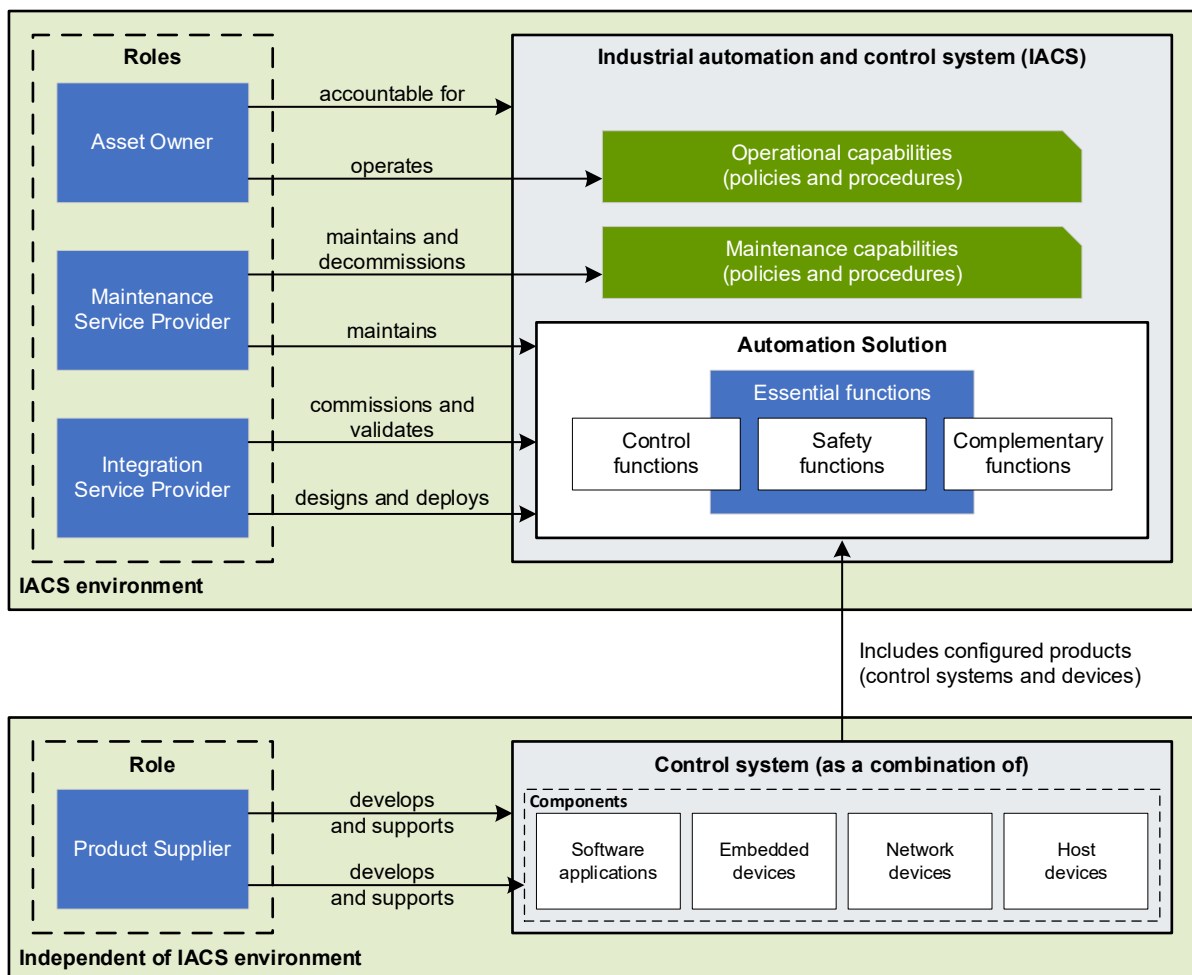 Roles
Industrial automation and control system (IACS)
Asset Owner
accountable for
operates
Operational capabilities
(policies and procedures)
Maintenance
Service Provider
maintains and
decommissions
Maintenance capabilities
(policies and procedures)
maintains
Automation Solution
Essential functions
Control
functions
Safety
functions
Complementary
functions
Integration
Service Provider
commissions and
validates
designs and deploys
IACS environment
Includes configured products
(control systems and devices)
Role
Control system (as a combination of)
Product Supplier
develops
and supports
develops
and supports
Components
Software
applications
Embedded
devices
Network
devices
Host
devices
Independent of IACS environment